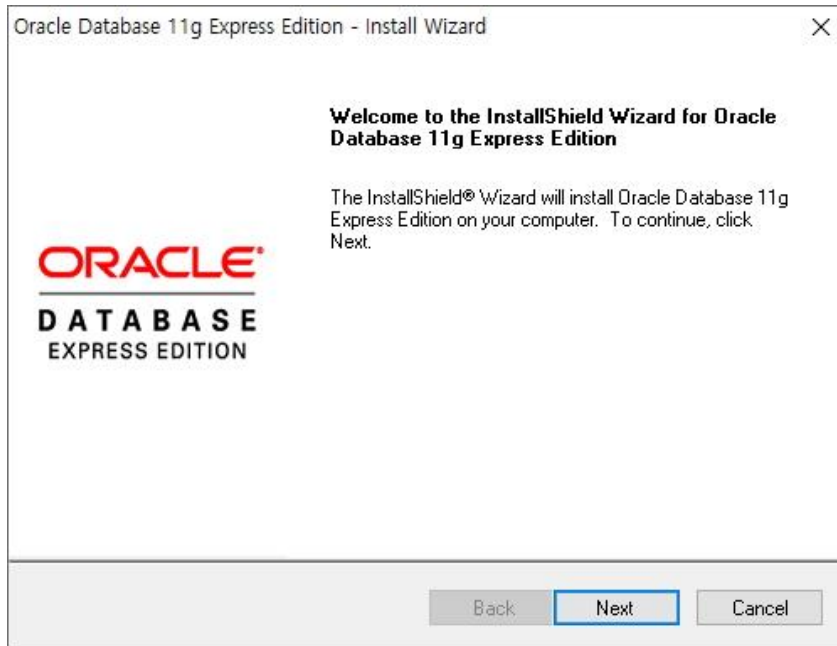 Oracle Database 11g Express Edition - Install Wizard
Welcome to the InstallShield Wizard for Oracle
Database 11g Express Edition
The InstallShield® Wizard will install Oracle Database 11g
Express Edition on your computer. To continue, click
Next.
ORACLE®
DATABASE
EXPRESS EDITION
Back
Next
Cancel